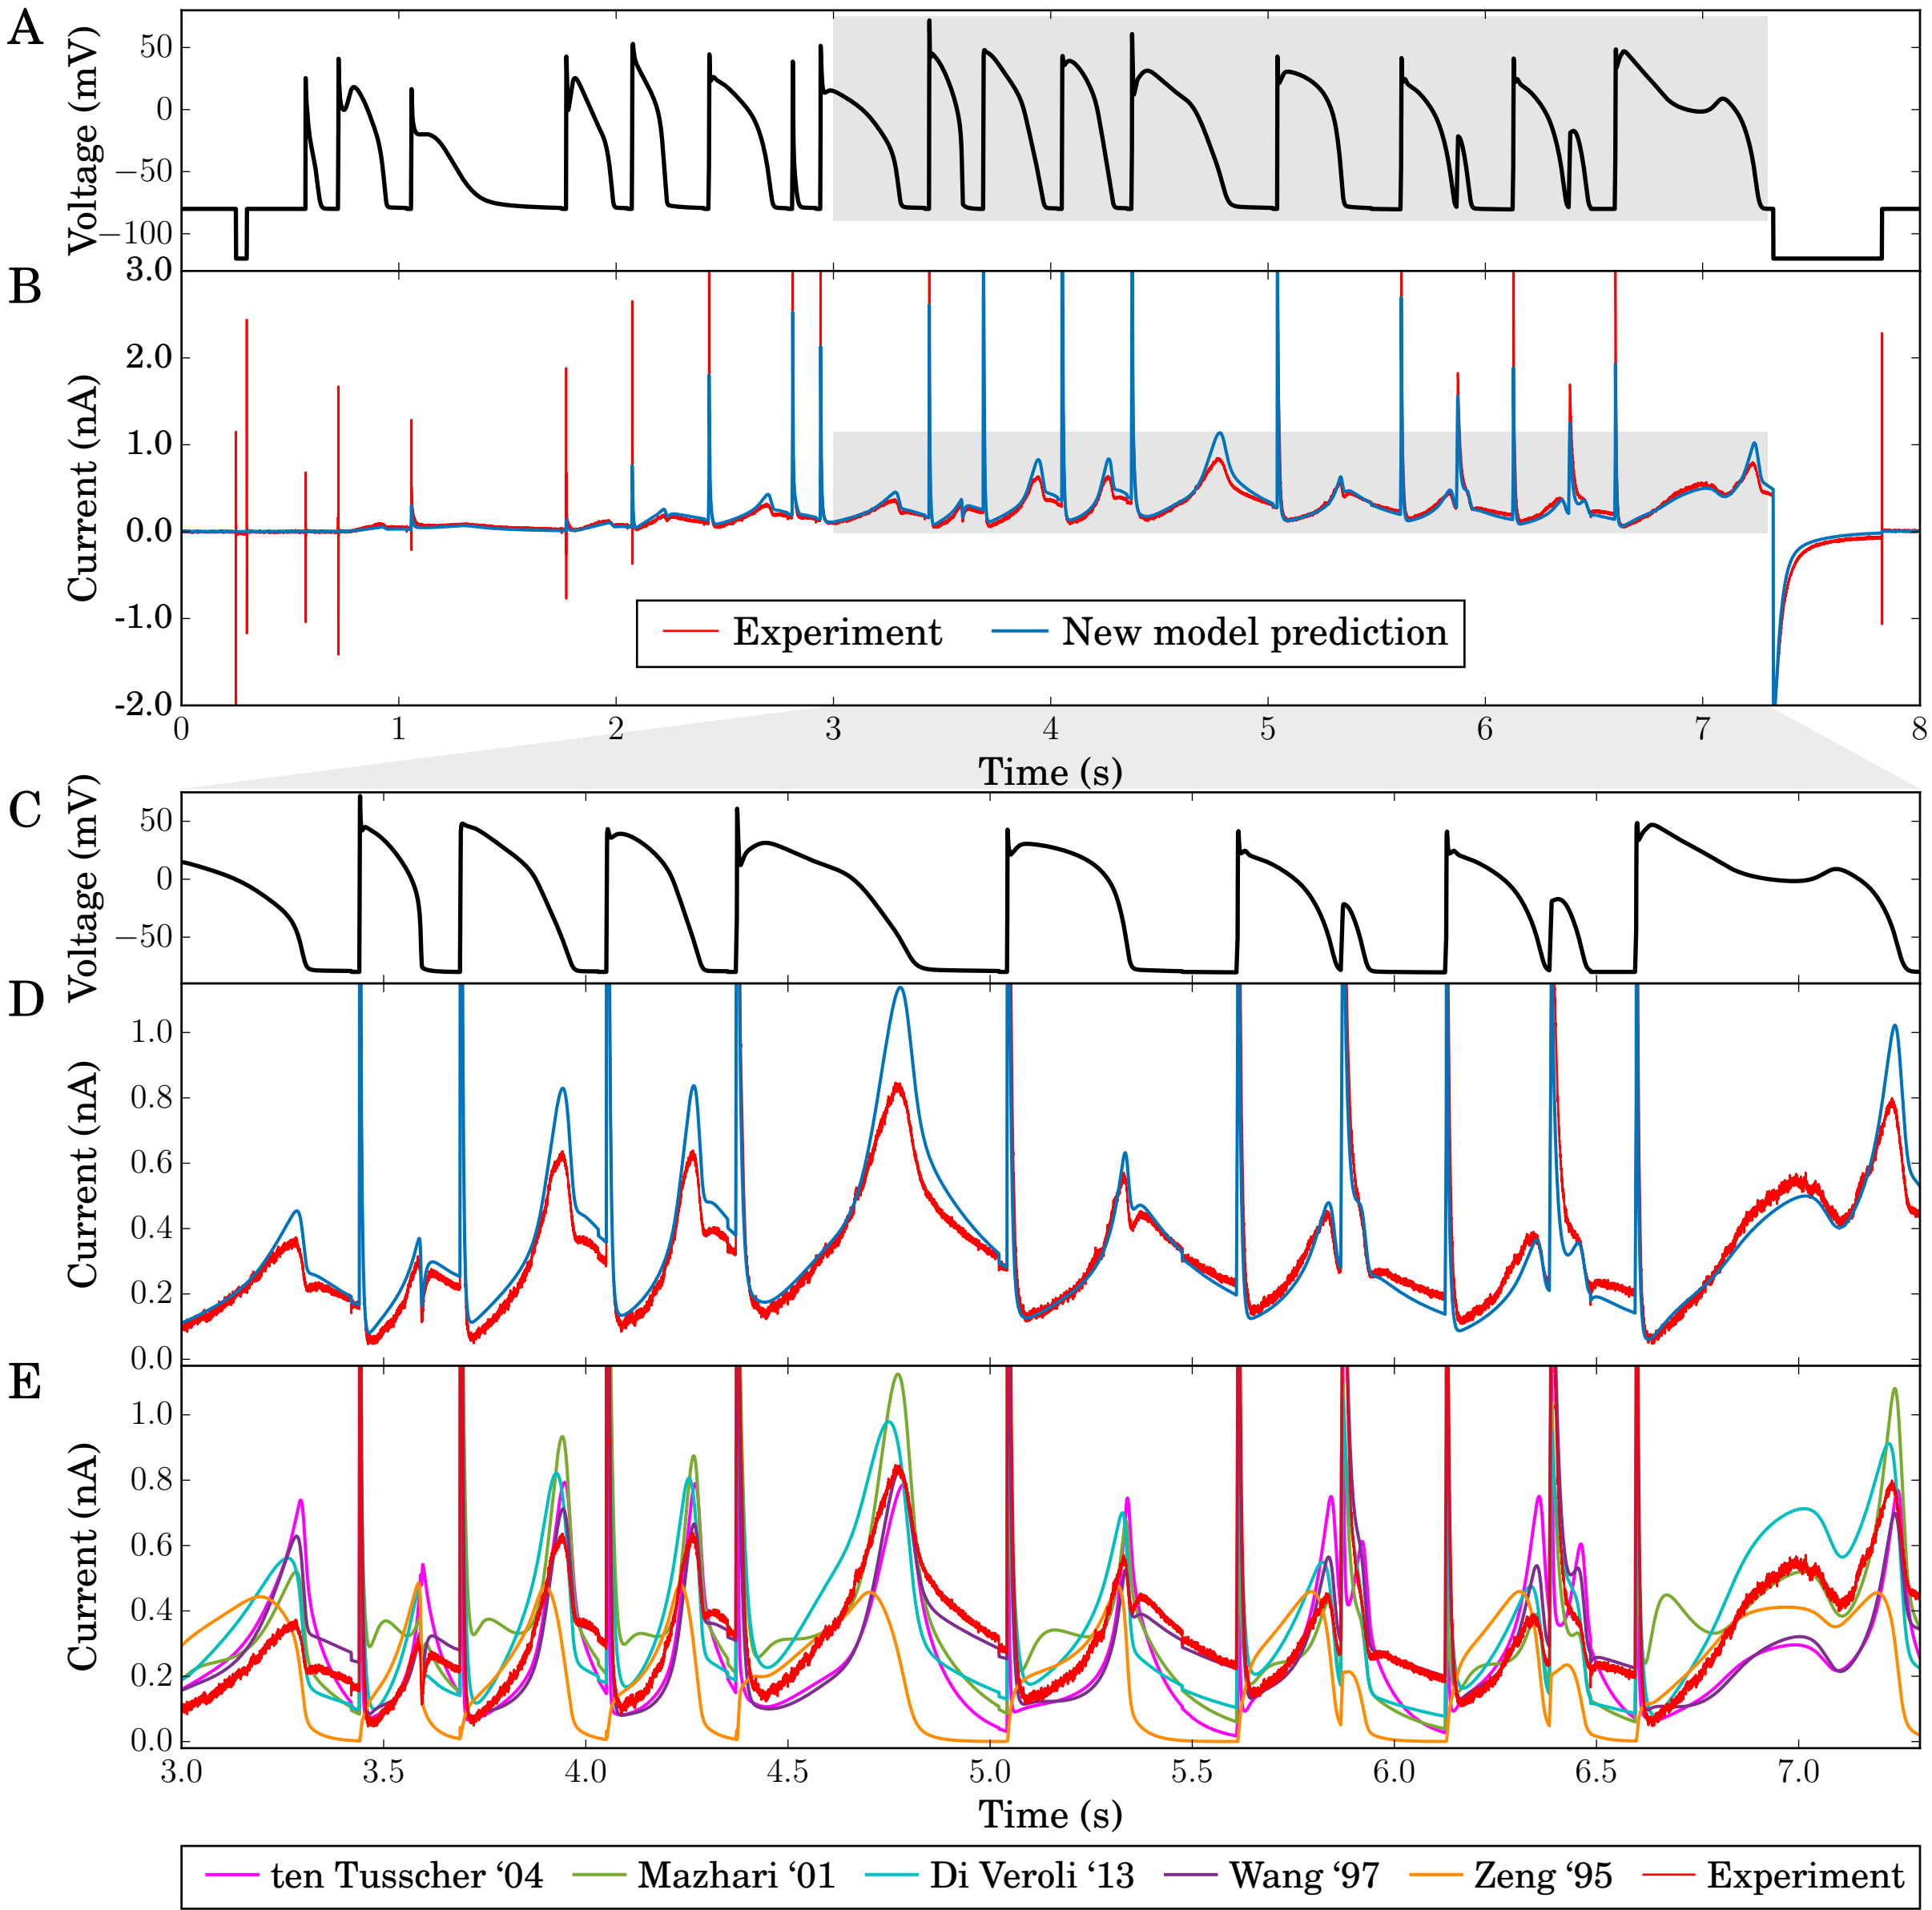 A
Voltage (mV)
50
0
−50
−100
B
Current (nA)
3.0
2.0
1.0
0.0
-1.0
-2.0
Experiment New model prediction
0 1 2 3 4 5 6 7 8
Time (s)
C
Voltage (mV)
50
0
−50
D
Current (nA)
1.0
0.8
0.6
0.4
0.2
0.0
E
Current (nA)
1.0
0.8
0.6
0.4
0.2
0.0
3.0 3.5 4.0 4.5 5.0 5.5 6.0 6.5 7.0
Time (s)
ten Tusscher ‘04 Mazhari ‘01 Di Veroli ‘13 Wang ‘97 Zeng ‘95 Experiment